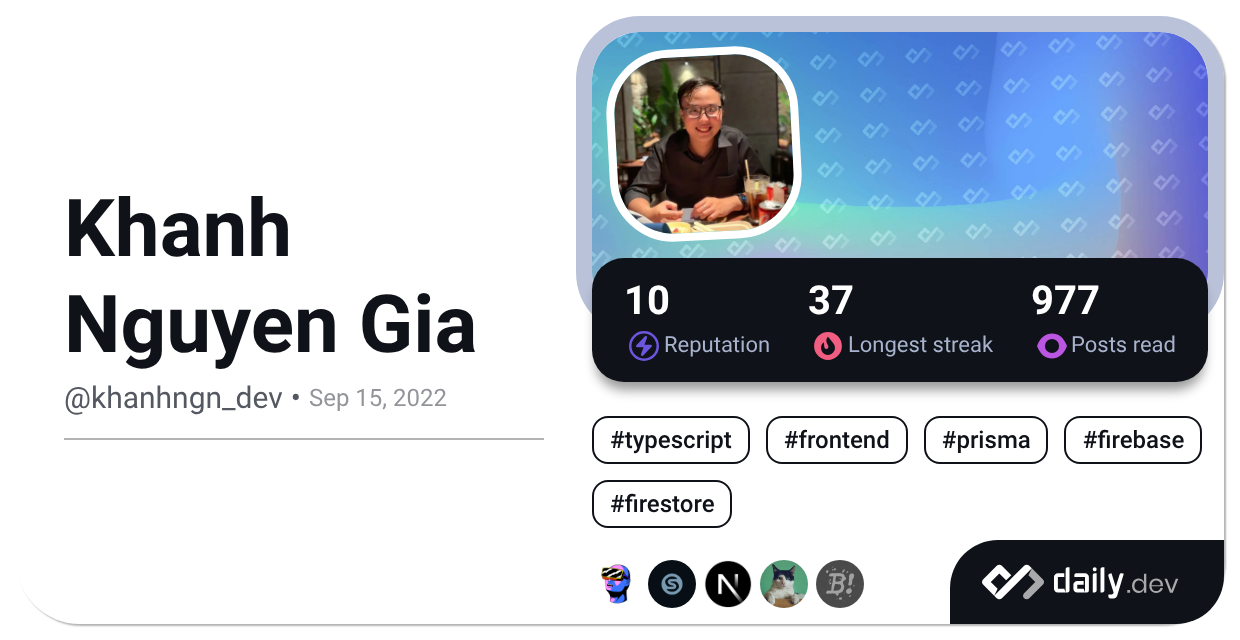 Khanh
Nguyen Gia
@khanhngn_dev • Sep 15, 2022
10 37 977
Reputation Longest streak Posts read
#typescript #frontend #prisma #firebase
#firestore
N B!
daily.dev